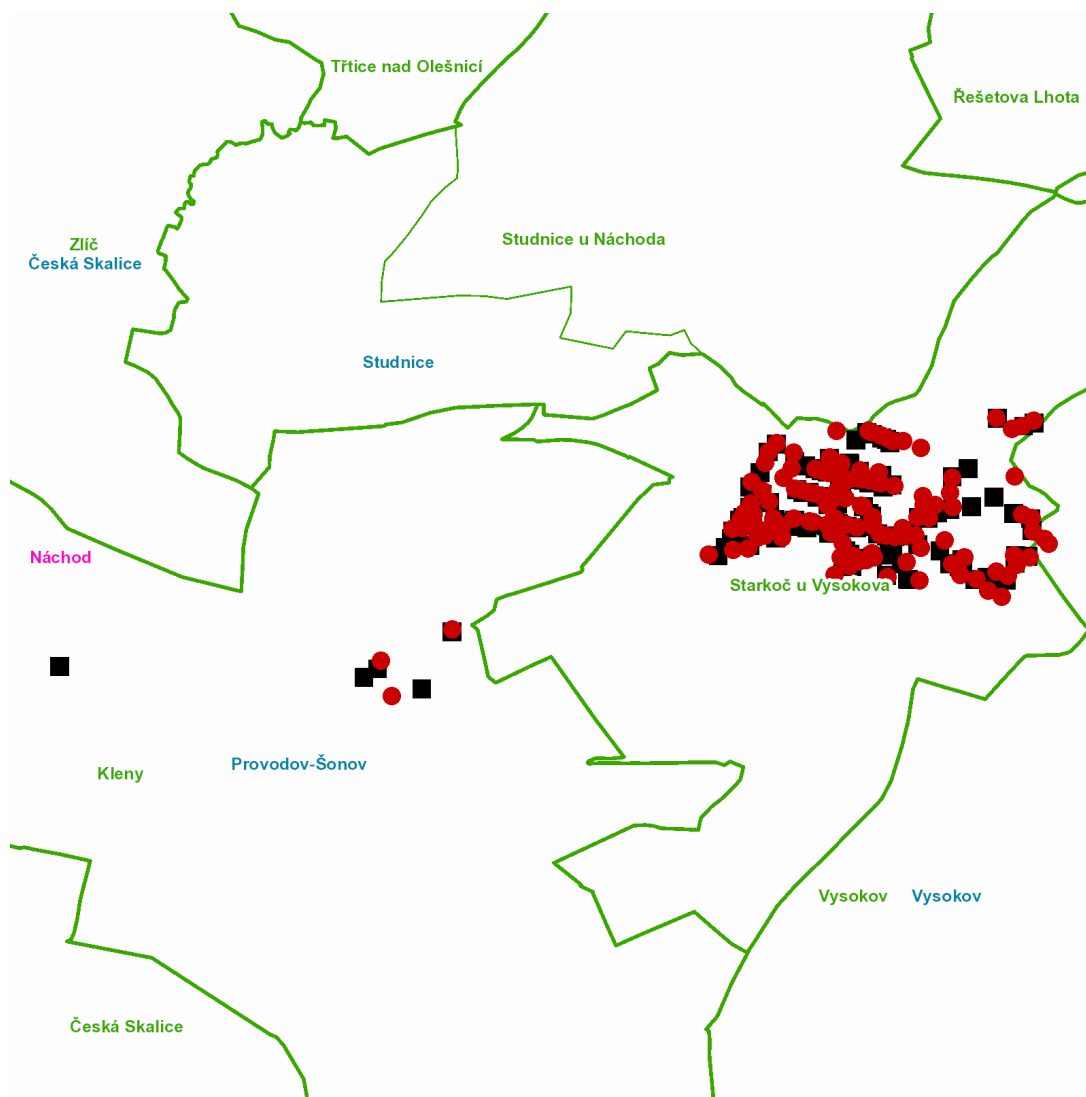 Třtice nad Olešnicí
Řešetova Lhota
Studnice u Náchoda
Zlíč
Česká Skalice
Studnice
Náchod
Starkoč u Vysokova
Provodov-Šonov
Kleny
Vysokov Vysokov
Česká Skalice